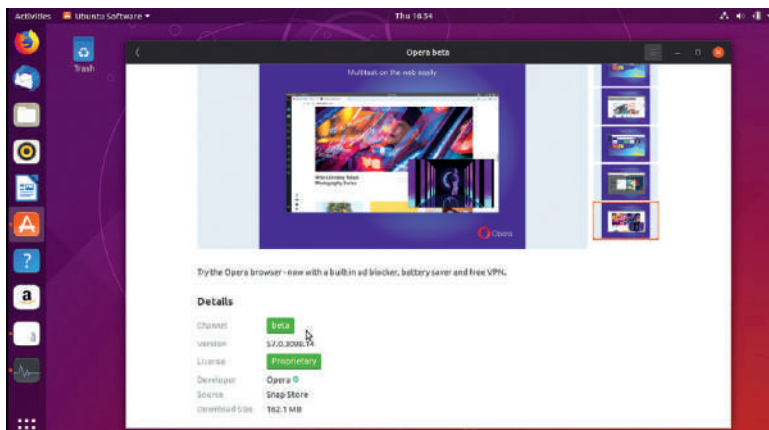 Activities Ubuntu Software Thu 16:54
Trash
Opera beta
Multitask on the web easily
Opera
Try the Opera browser - now with a built in ad blocker, battery saver and free VPN.
Details
Channel beta
Version
License Proprietary
Developer Opera
Source Snap Store
Download Size 162.1 MB